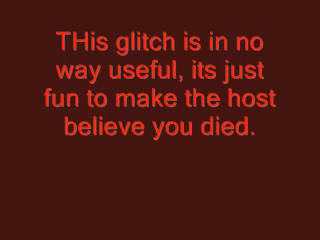 THis glitch is in no
way useful, its just
fun to make the host
believe you died.